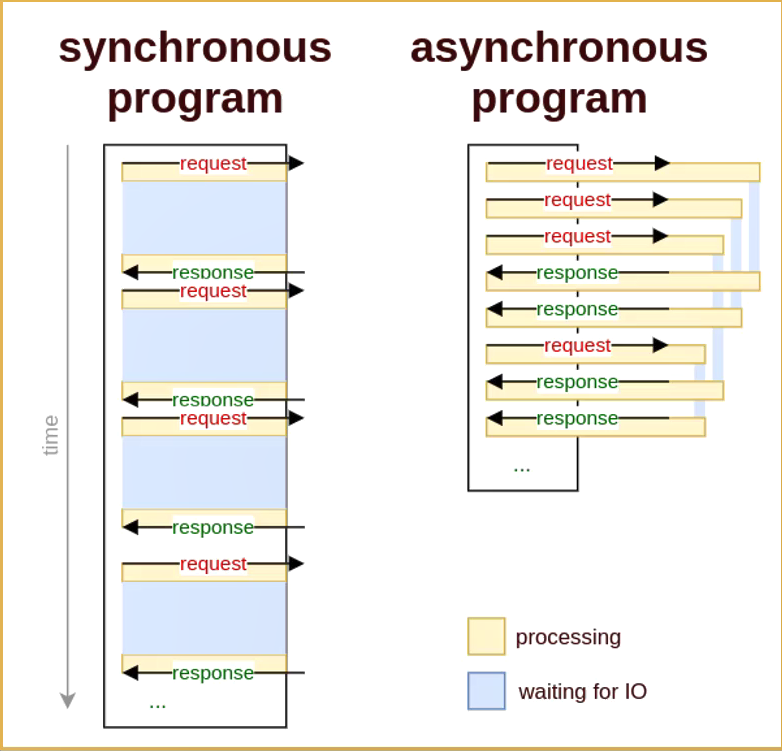 synchronous
program
request
response
request
response
request
response
request
response
...
time
asynchronous
program
request
request
request
response
response
request
response
response
...
processing
waiting for IO